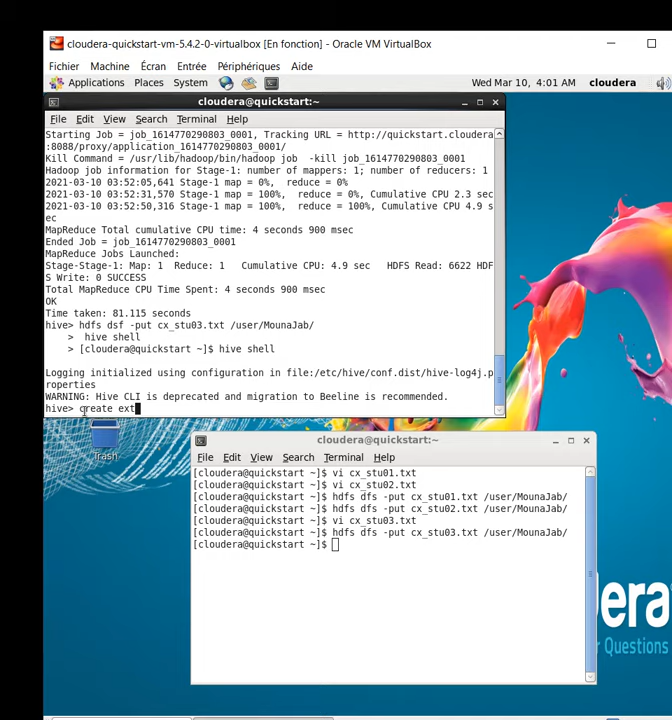 cloudera-quickstart-vm-5.4.2-0-virtualbox [En fonction] - Oracle VM VirtualBox
Fichier Machine Écran Entrée Périphériques Aide
Applications Places System Wed Mar 10, 4:01 AM cloudera
cloudera@quickstart:~
File Edit View Search Terminal Help
Starting Job = job_1614770290803_0001, Tracking URL = http://quickstart.cloudera
:8088/proxy/application_1614770290803_0001/
Kill Command = /usr/lib/hadoop/bin/hadoop job  -kill job_1614770290803_0001
Hadoop job information for Stage-1: number of mappers: 1; number of reducers: 1
2021-03-10 03:52:05,641 Stage-1 map = 0%,  reduce = 0%
2021-03-10 03:52:31,570 Stage-1 map = 100%,  reduce = 0%, Cumulative CPU 2.3 sec
2021-03-10 03:52:50,316 Stage-1 map = 100%,  reduce = 100%, Cumulative CPU 4.9 s
ec
MapReduce Total cumulative CPU time: 4 seconds 900 msec
Ended Job = job_1614770290803_0001
MapReduce Jobs Launched:
Stage-Stage-1: Map: 1  Reduce: 1   Cumulative CPU: 4.9 sec   HDFS Read: 6622 HDF
S Write: 0 SUCCESS
Total MapReduce CPU Time Spent: 4 seconds 900 msec
OK
Time taken: 81.115 seconds
hive> hdfs dsf -put cx_stu03.txt /user/MounaJab/
    >  hive shell
    > [cloudera@quickstart ~]$ hive shell
Logging initialized using configuration in file:/etc/hive/conf.dist/hive-log4j.p
roperties
WARNING: Hive CLI is deprecated and migration to Beeline is recommended.
hive> create ext
Trash
cloudera@quickstart:~
File Edit View Search Terminal Help
[cloudera@quickstart ~]$ vi cx_stu01.txt
[cloudera@quickstart ~]$ vi cx_stu02.txt
[cloudera@quickstart ~]$ hdfs dfs -put cx_stu01.txt /user/MounaJab/
[cloudera@quickstart ~]$ hdfs dfs -put cx_stu02.txt /user/MounaJab/
[cloudera@quickstart ~]$ vi cx_stu03.txt
[cloudera@quickstart ~]$ hdfs dfs -put cx_stu03.txt /user/MounaJab/
[cloudera@quickstart ~]$
dera
Questions